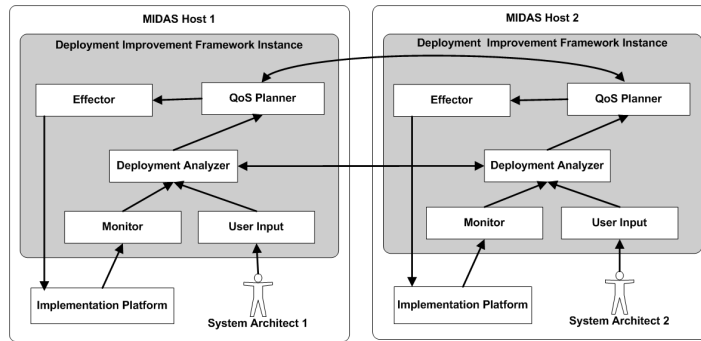 MIDAS Host 1
Deployment Improvement Framework Instance
Effector
QoS Planner
Deployment Analyzer
Monitor
User Input
Implementation Platform
System Architect 1
MIDAS Host 2
Deployment Improvement Framework Instance
Effector
QoS Planner
Deployment Analyzer
Monitor
User Input
Implementation Platform
System Architect 2